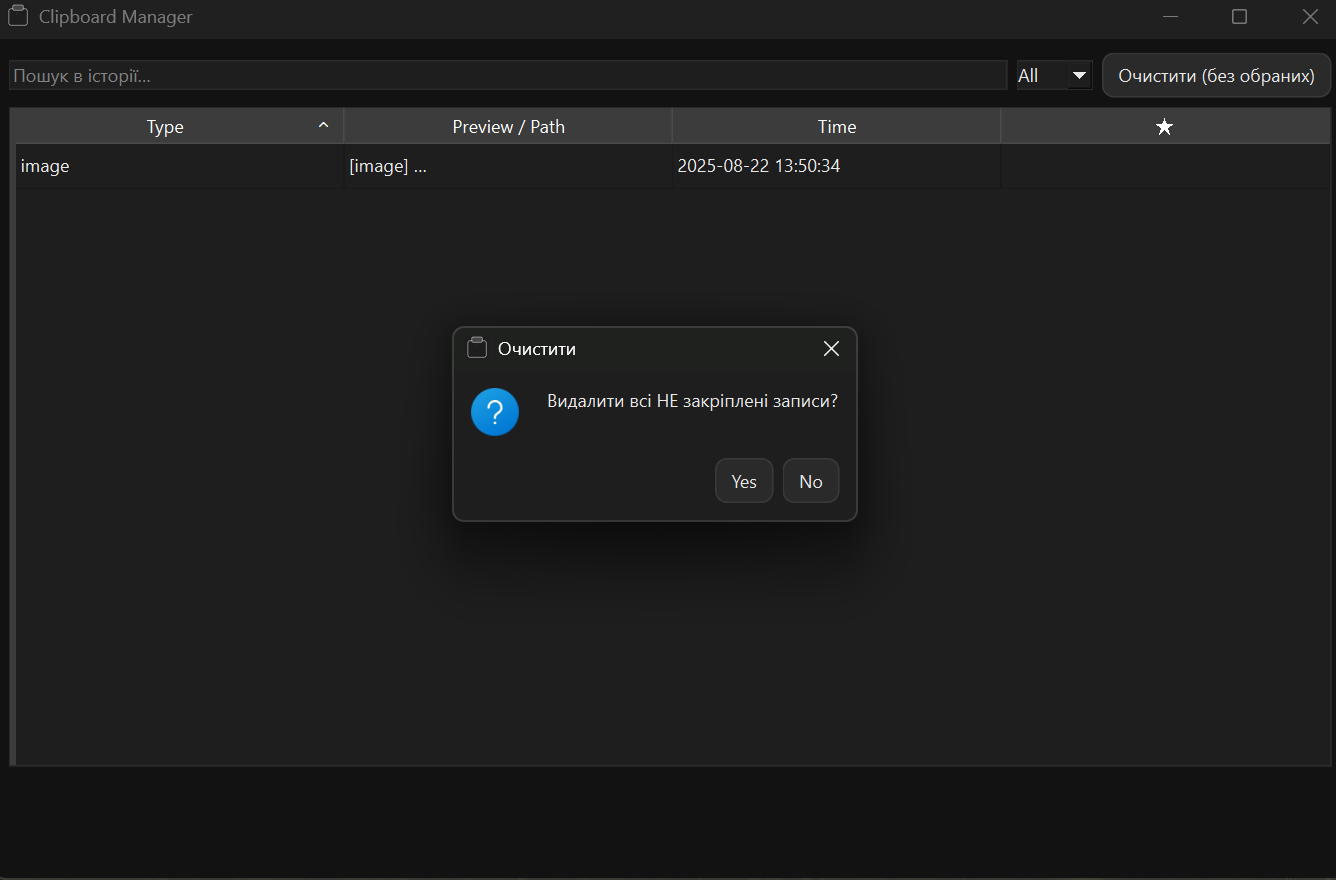 Clipboard Manager
Пошук в історії...
All
Очистити (без обраних)
Type
Preview / Path
Time
★
image
[image] ...
2025-08-22 13:50:34
Очистити
?
Видалити всі НЕ закріплені записи?
Yes
No